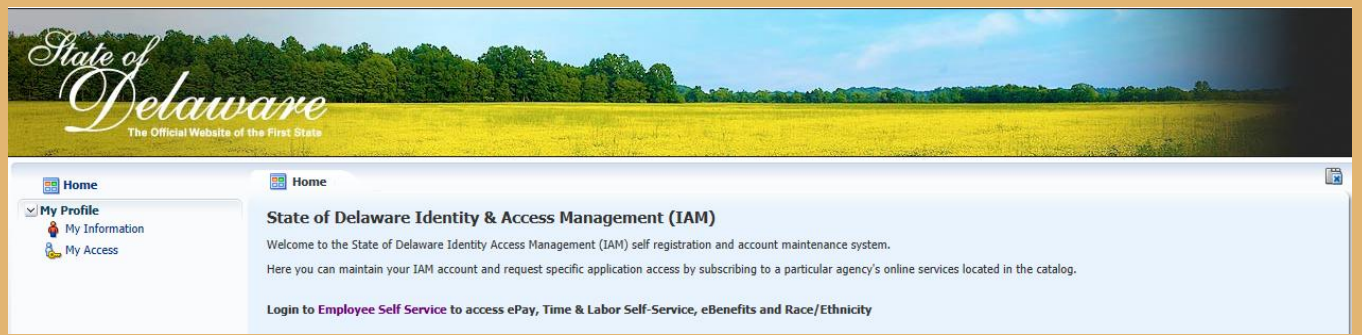 State of
Delaware
The Official Website of the First State
Home
My Profile
My Information
My Access
Home
State of Delaware Identity & Access Management (IAM)
Welcome to the State of Delaware Identity Access Management (IAM) self registration and account maintenance system.
Here you can maintain your IAM account and request specific application access by subscribing to a particular agency's online services located in the catalog.
Login to Employee Self Service to access ePay, Time & Labor Self-Service, eBenefits and Race/Ethnicity